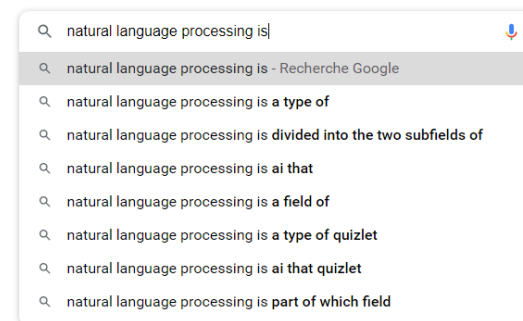 natural language processing is
natural language processing is - Recherche Google
natural language processing is a type of
natural language processing is divided into the two subfields of
natural language processing is ai that
natural language processing is a field of
natural language processing is a type of quizlet
natural language processing is ai that quizlet
natural language processing is part of which field